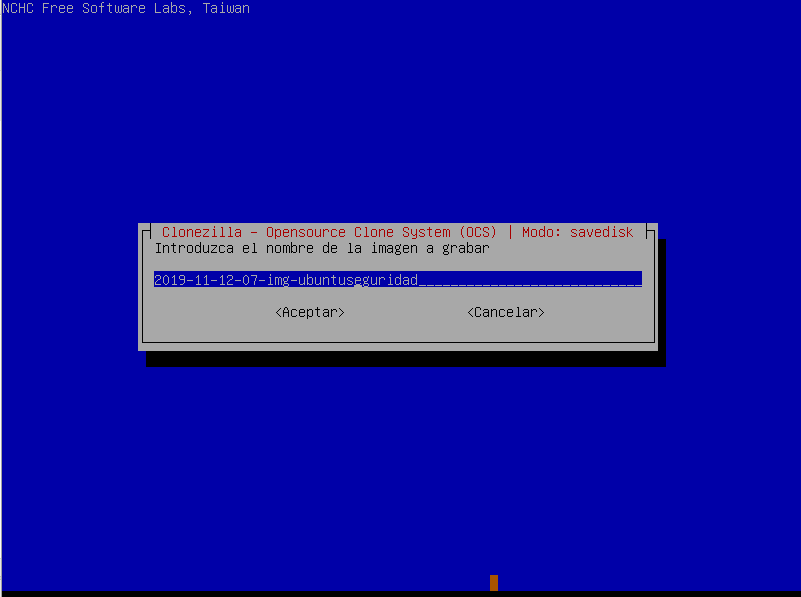 NCHC Free Software Labs, Taiwan
Clonezilla - Opensource Clone System (OCS) | Modo: savedisk
Introduzca el nombre de la imagen a grabar
2019-11-12-07-img-ubuntuseguridad____________________________
<Aceptar> <Cancelar>